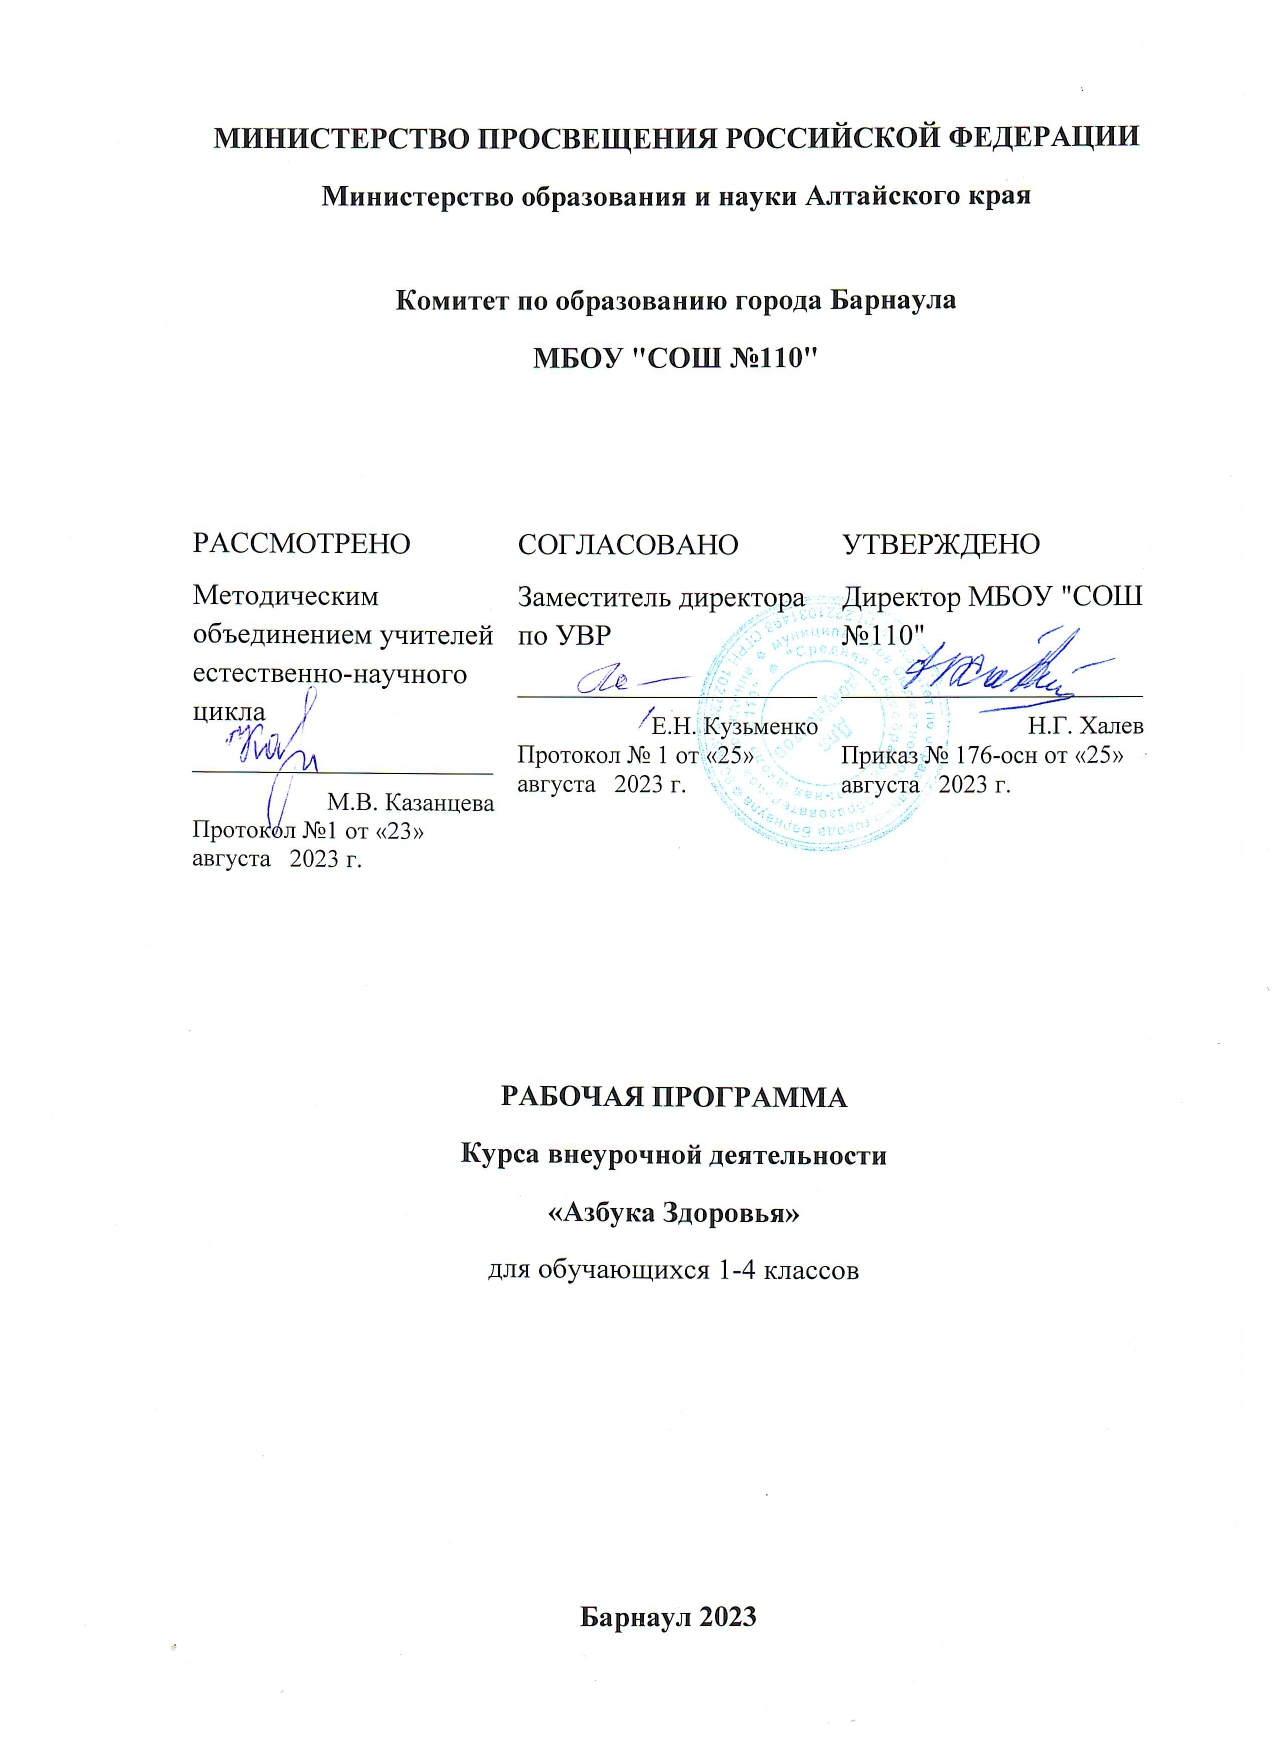 МИНИСТЕРСТВО ПРОСВЕЩЕНИЯ РОССИЙСКОЙ ФЕДЕРАЦИИ
Министерство образования и науки Алтайского края
Комитет по образованию города Барнаула
МБОУ "СОШ №110"
РАССМОТРЕНО
Методическим
объединением учителей
естественно-научного
цикла
М.В. Казанцева
Протокол №1 от «23»
августа 2023 г.
СОГЛАСОВАНО
Заместитель директора
по УВР
Е.Н. Кузьменко
Протокол № 1 от «25»
августа 2023 г.
УТВЕРЖДЕНО
Директор МБОУ "СОШ
№110"
Н.Г. Халев
Приказ № 176-осн от «25»
августа 2023 г.
РАБОЧАЯ ПРОГРАММА
Курса внеурочной деятельности
«Азбука Здоровья»
для обучающихся 1-4 классов
Барнаул 2023